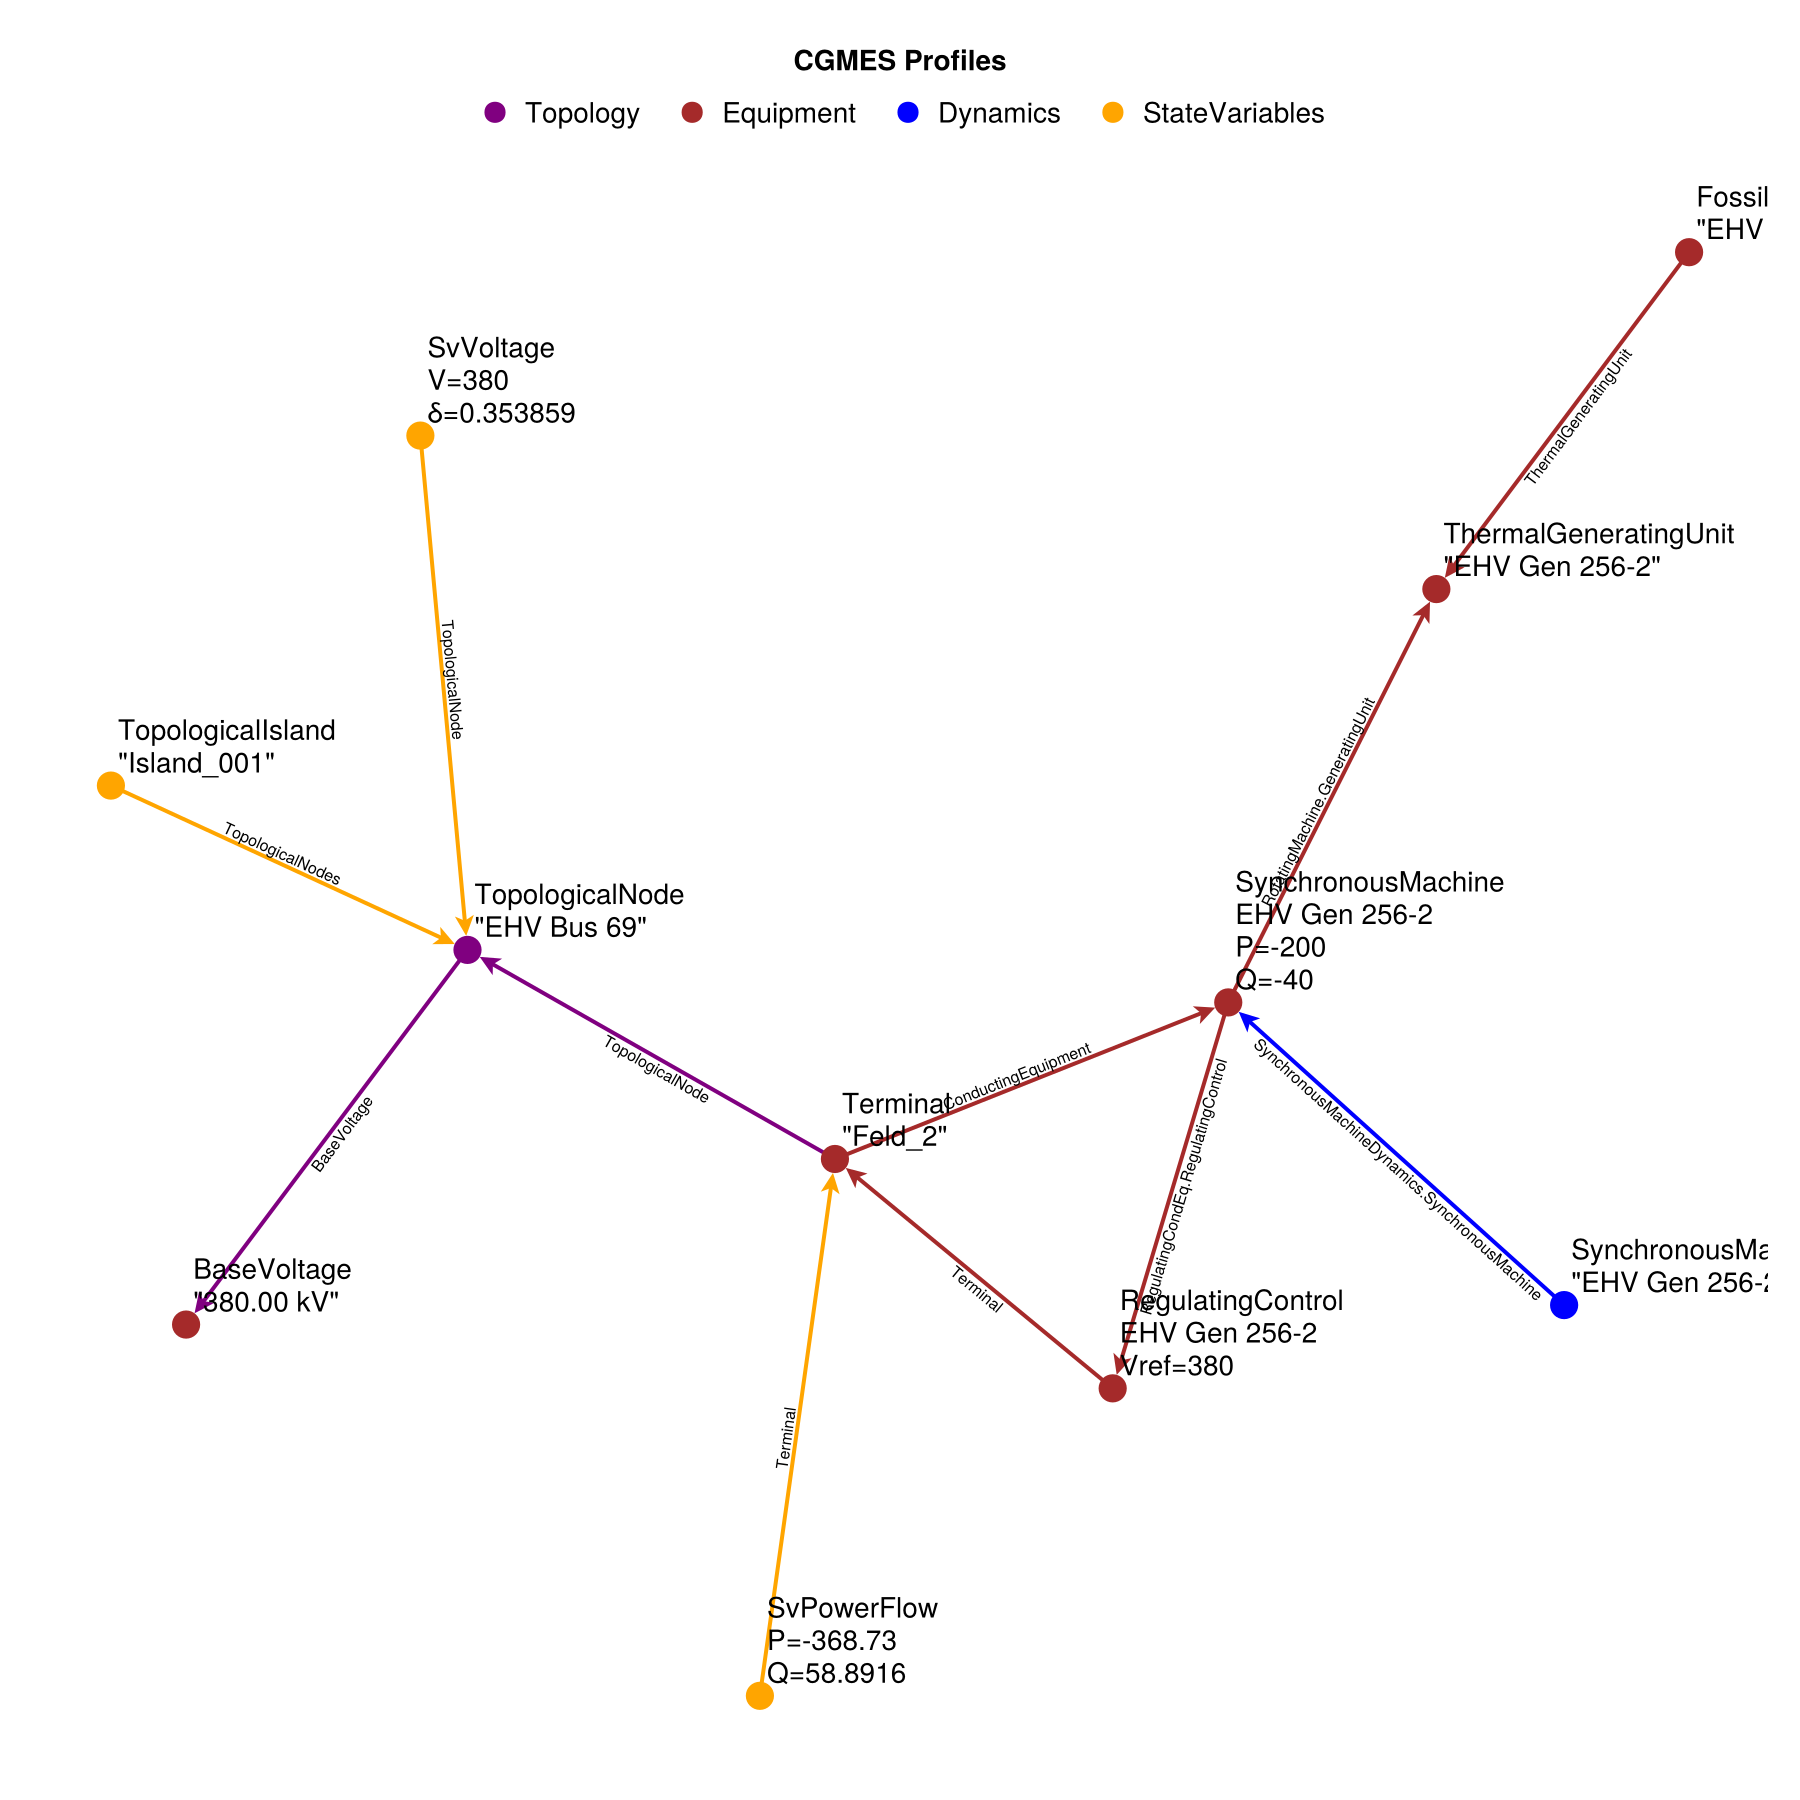 CGMES Profiles
Topology
Equipment
Dynamics
StateVariables
Fossil
"EHV
ThermalGeneratingUnit
SvVoltage
V=380
δ=0.353859
ThermalGeneratingUnit
"EHV Gen 256-2"
TopologicalNode
TopologicalIsland
"Island_001"
TopologicalNodes
RotatingMachine.GeneratingUnit
TopologicalNode
"EHV Bus 69"
SynchronousMachine
EHV Gen 256-2
P=-200
Q=-40
TopologicalNode
ConductingEquipment
Terminal
"Feld_2"
BaseVoltage
RegulatingCondEq.RegulatingControl
SynchronousMachineDynamics.SynchronousMachine
BaseVoltage
"380.00 kV"
Terminal
RegulatingControl
EHV Gen 256-2
Vref=380
SynchronousMa
"EHV Gen 256-2
Terminal
SvPowerFlow
P=-368.73
Q=58.8916